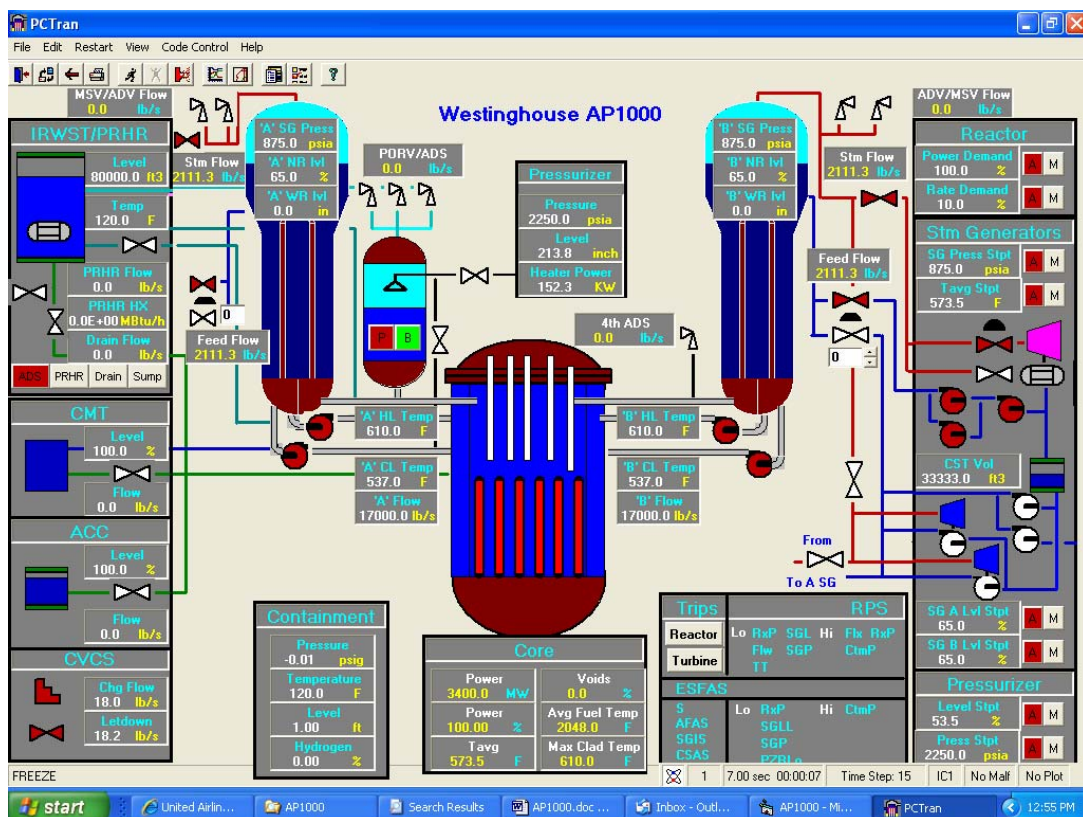 PCTran
File Edit Restart View Code Control Help
MSV/ADV Flow
0.0 lb/s
ADV/MSV Flow
0.0 lb/s
Westinghouse AP1000
IRWST/PRHR
Level
80000.0 ft3
Temp
120.0 F
PRHR Flow
0.0 lb/s
PRHR HX
0.0E+00 MBtu/h
Drain Flow
0.0 lb/s
ADS PRHR Drain Sump
Stm Flow
2111.3 lb/s
'A' SG Press
875.0 psia
'A' NR lvl
65.0 %
'A' WR lvl
0.0 in
0
Feed Flow
2111.3 lb/s
PORV/ADS
0.0 lb/s
P B
Pressurizer
Pressure
2250.0 psia
Level
213.8 inch
Heater Power
152.3 KW
4th ADS
0.0 lb/s
'B' SG Press
875.0 psia
'B' NR lvl
65.0 %
'B' WR lvl
0.0 in
Stm Flow
2111.3 lb/s
Feed Flow
2111.3 lb/s
0
Reactor
Power Demand
100.0 % A M
Rate Demand
10.0 % A M
Stm Generators
SG Press Stpt
875.0 psia A M
Tavg Stpt
573.5 F A M
CST Vol
33333.0 ft3
From
To A SG
SG A Lvl Stpt
65.0 % A M
SG B Lvl Stpt
65.0 % A M
Pressurizer
Level Stpt
53.5 % A M
Press Stpt
2250.0 psia A M
CMT
Level
100.0 %
Flow
0.0 lb/s
ACC
Level
100.0 %
Flow
0.0 lb/s
CVCS
Chg Flow
18.0 lb/s
Letdown
18.2 lb/s
'A' HL Temp
610.0 F
'A' CL Temp
537.0 F
'A' Flow
17000.0 lb/s
'B' HL Temp
610.0 F
'B' CL Temp
537.0 F
'B' Flow
17000.0 lb/s
Containment
Pressure
-0.01 psig
Temperature
120.0 F
Level
1.00 ft
Hydrogen
0.00 %
Core
Power
3400.0 MW
Voids
0.0 %
Power
100.00 %
Avg Fuel Temp
2048.0 F
Tavg
573.5 F
Max Clad Temp
610.0 F
Trips RPS
Reactor
Turbine
Lo RxP SGL Hi Flx RxP
Flw SGP CtmP
TT
ESFAS
S Lo RxP Hi CtmP
AFAS SGLL
SGIS SGP
CSAS PZRLo
FREEZE 1 7.00 sec 00:00:07 Time Step: 15 IC1 No Malf No Plot
start United Airlin... AP1000 Search Results AP1000.doc ... Inbox - Outl... AP1000 - Mi... PCTran 12:55 PM